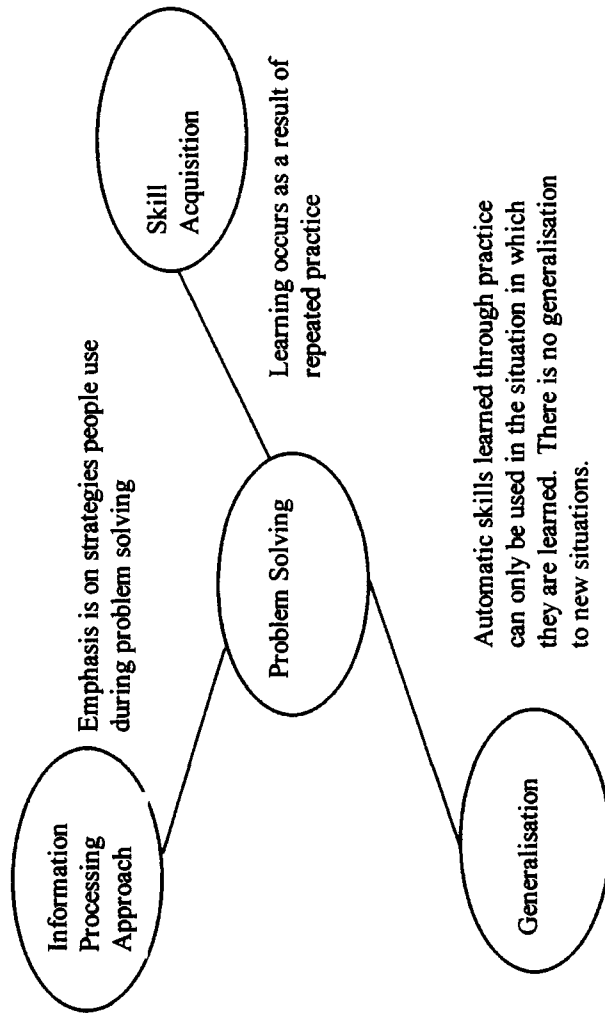 Information
Processing
Approach
Emphasis is on strategies people use
during problem solving
Skill
Acquisition
Learning occurs as a result of
repeated practice
Problem Solving
Generalisation
Automatic skills learned through practice
can only be used in the situation in which
they are learned. There is no generalisation
to new situations.